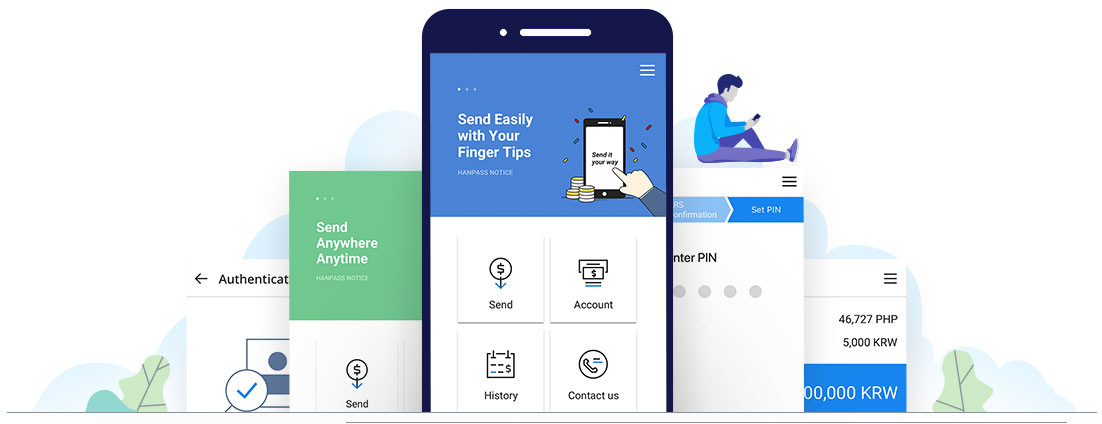 Authenticat
Send
Anywhere
Anytime
HANPASS NOTICE
Send
Send Easily
with Your
Finger Tips
HANPASS NOTICE
Send it
your way
Send
Account
History
Contact us
RS
onfirmation
Set PIN
nter PIN
46,727 PHP
5,000 KRW
00,000 KRW